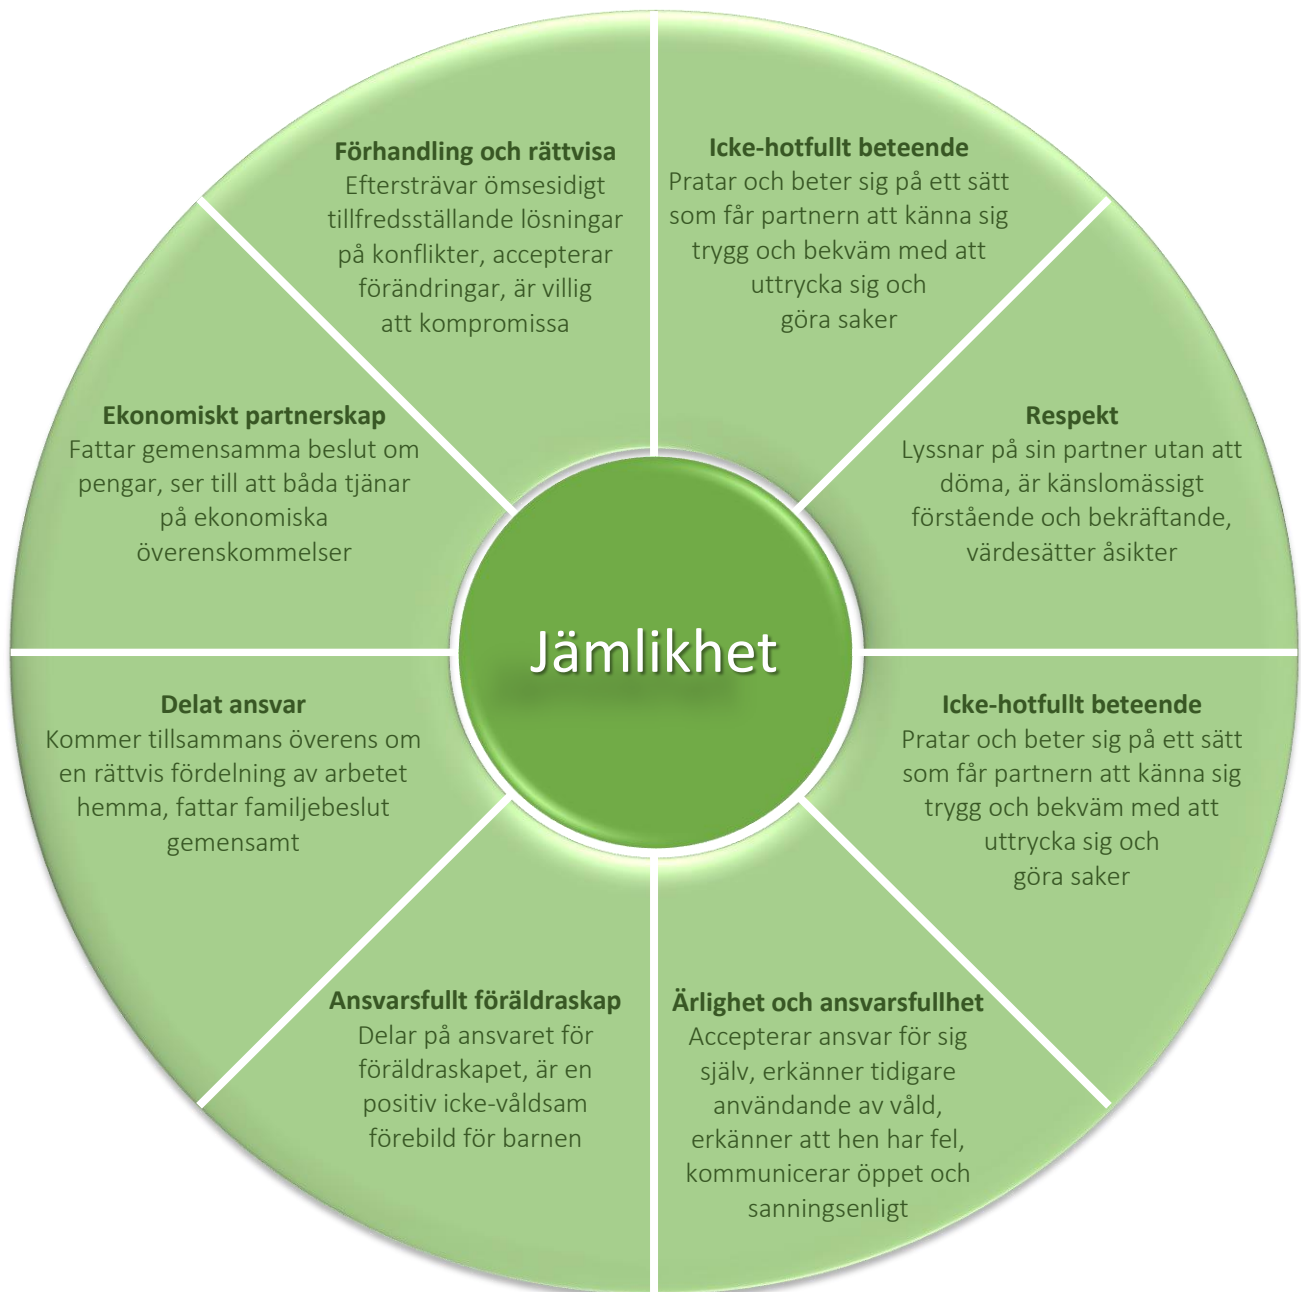 Förhandling och rättvisa
Eftersträvar ömsesidigt
tillfredsställande lösningar
på konflikter, accepterar
förändringar, är villig
att kompromissa
Icke-hotfullt beteende
Pratar och beter sig på ett sätt
som får partnern att känna sig
trygg och bekväm med att
uttrycka sig och
göra saker
Ekonomiskt partnerskap
Fattar gemensamma beslut om
pengar, ser till att båda tjänar
på ekonomiska
överenskommelser
Respekt
Lyssnar på sin partner utan att
döma, är känslomässigt
förstående och bekräftande,
värdesätter åsikter
Jämlikhet
Delat ansvar
Kommer tillsammans överens om
en rättvis fördelning av arbetet
hemma, fattar familjebeslut
gemensamt
Icke-hotfullt beteende
Pratar och beter sig på ett sätt
som får partnern att känna sig
trygg och bekväm med att
uttrycka sig och
göra saker
Ansvarsfullt föräldraskap
Delar på ansvaret för
föräldraskapet, är en
positiv icke-våldsam
förebild för barnen
Ärlighet och ansvarsfullhet
Accepterar ansvar för sig
själv, erkänner tidigare
användande av våld,
erkänner att hen har fel,
kommunicerar öppet och
sanningsenligt